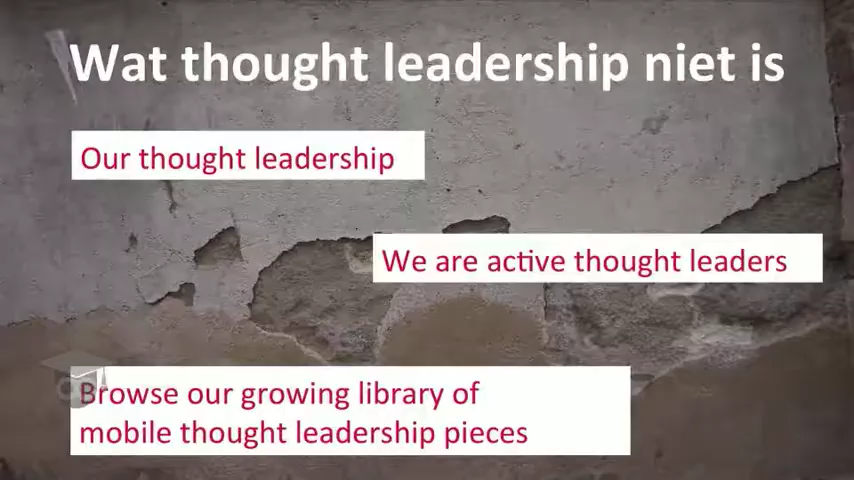 Wat thought leadership niet is
Our thought leadership
We are active thought leaders
Browse our growing library of
mobile thought leadership pieces